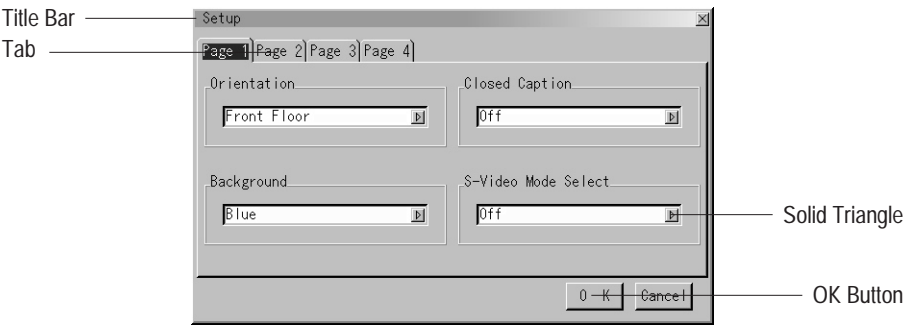 Title Bar
Setup
Tab
Page 1 Page 2 Page 3 Page 4
Orientation
Closed Caption
Front Floor
Off
Background
S-Video Mode Select
Blue
Off
Solid Triangle
O K
Cancel
OK Button